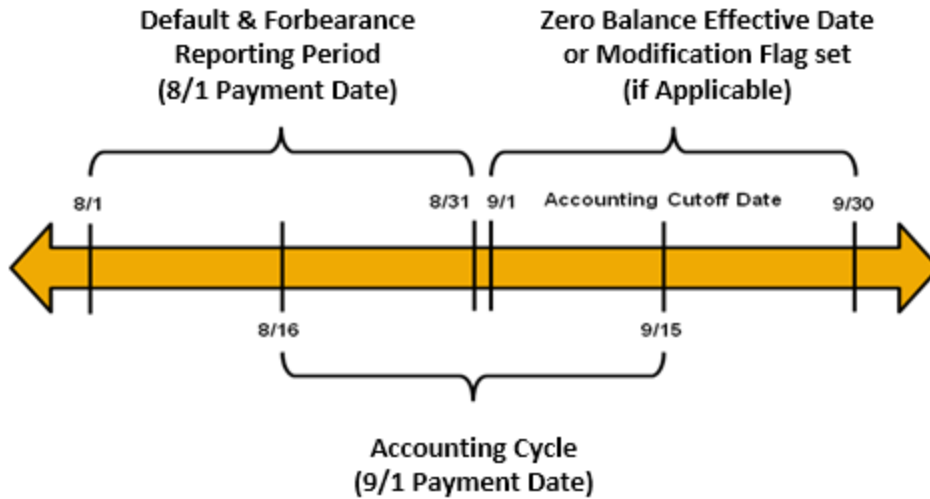 Default & Forbearance
Reporting Period
(8/1 Payment Date)
Zero Balance Effective Date
or Modification Flag set
(if Applicable)
8/1
8/31
9/1
Accounting Cutoff Date
9/30
8/16
9/15
Accounting Cycle
(9/1 Payment Date)